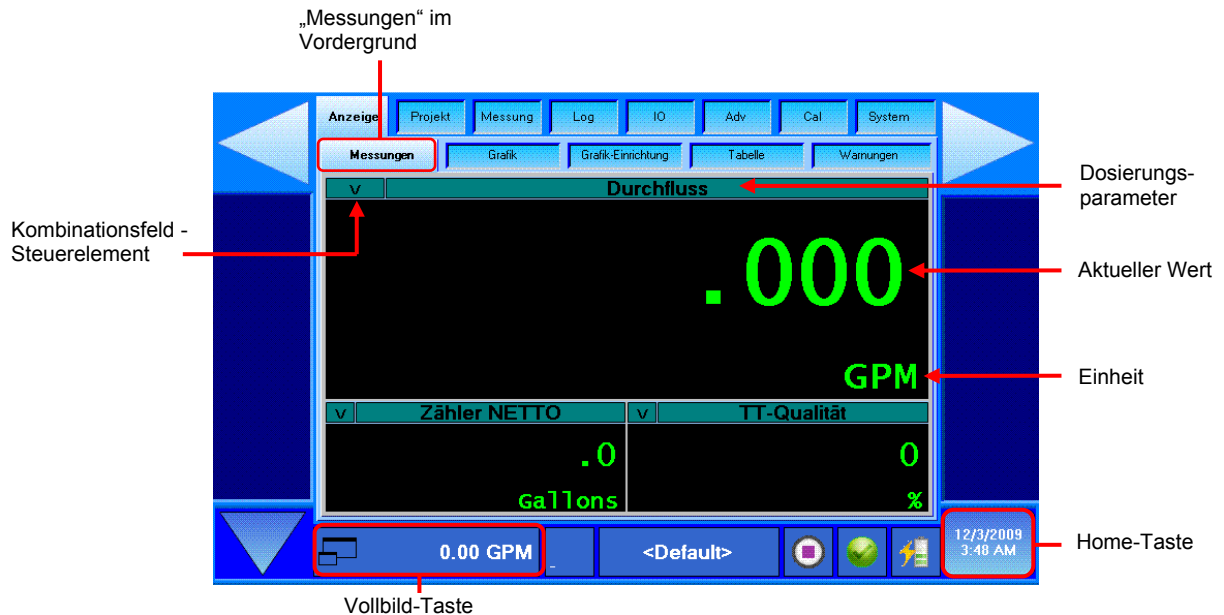 „Messungen“ im
Vordergrund
Anzeige Projekt Messung Log IO Adv Cal System
Messungen Grafik Grafik-Einrichtung Tabelle Warnungen
v Durchfluss
Dosierungs-
parameter
Kombinationsfeld -
Steuerelement
.000
Aktueller Wert
GPM
Einheit
v Zähler NETTO v TT-Qualität
.0 0
Gallons %
0.00 GPM _ <Default> 12/3/2009
3:48 AM
Home-Taste
Vollbild-Taste